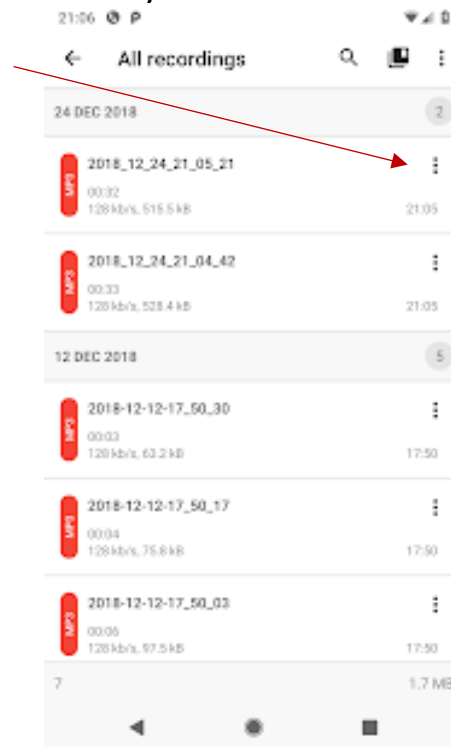 21:06
All recordings
24 DEC 2018 2
MP3
2018_12_24_21_05_21
00:32
128 kb/s, 515.5 kB 21:05
MP3
2018_12_24_21_04_42
00:33
128 kb/s, 528.4 kB 21:05
12 DEC 2018 5
MP3
2018-12-12-17_50_30
00:03
128 kb/s, 63.2 kB 17:50
MP3
2018-12-12-17_50_17
00:04
128 kb/s, 75.8 kB 17:50
MP3
2018-12-12-17_50_03
00:06
128 kb/s, 97.5 kB 17:50
7 1.7 MB